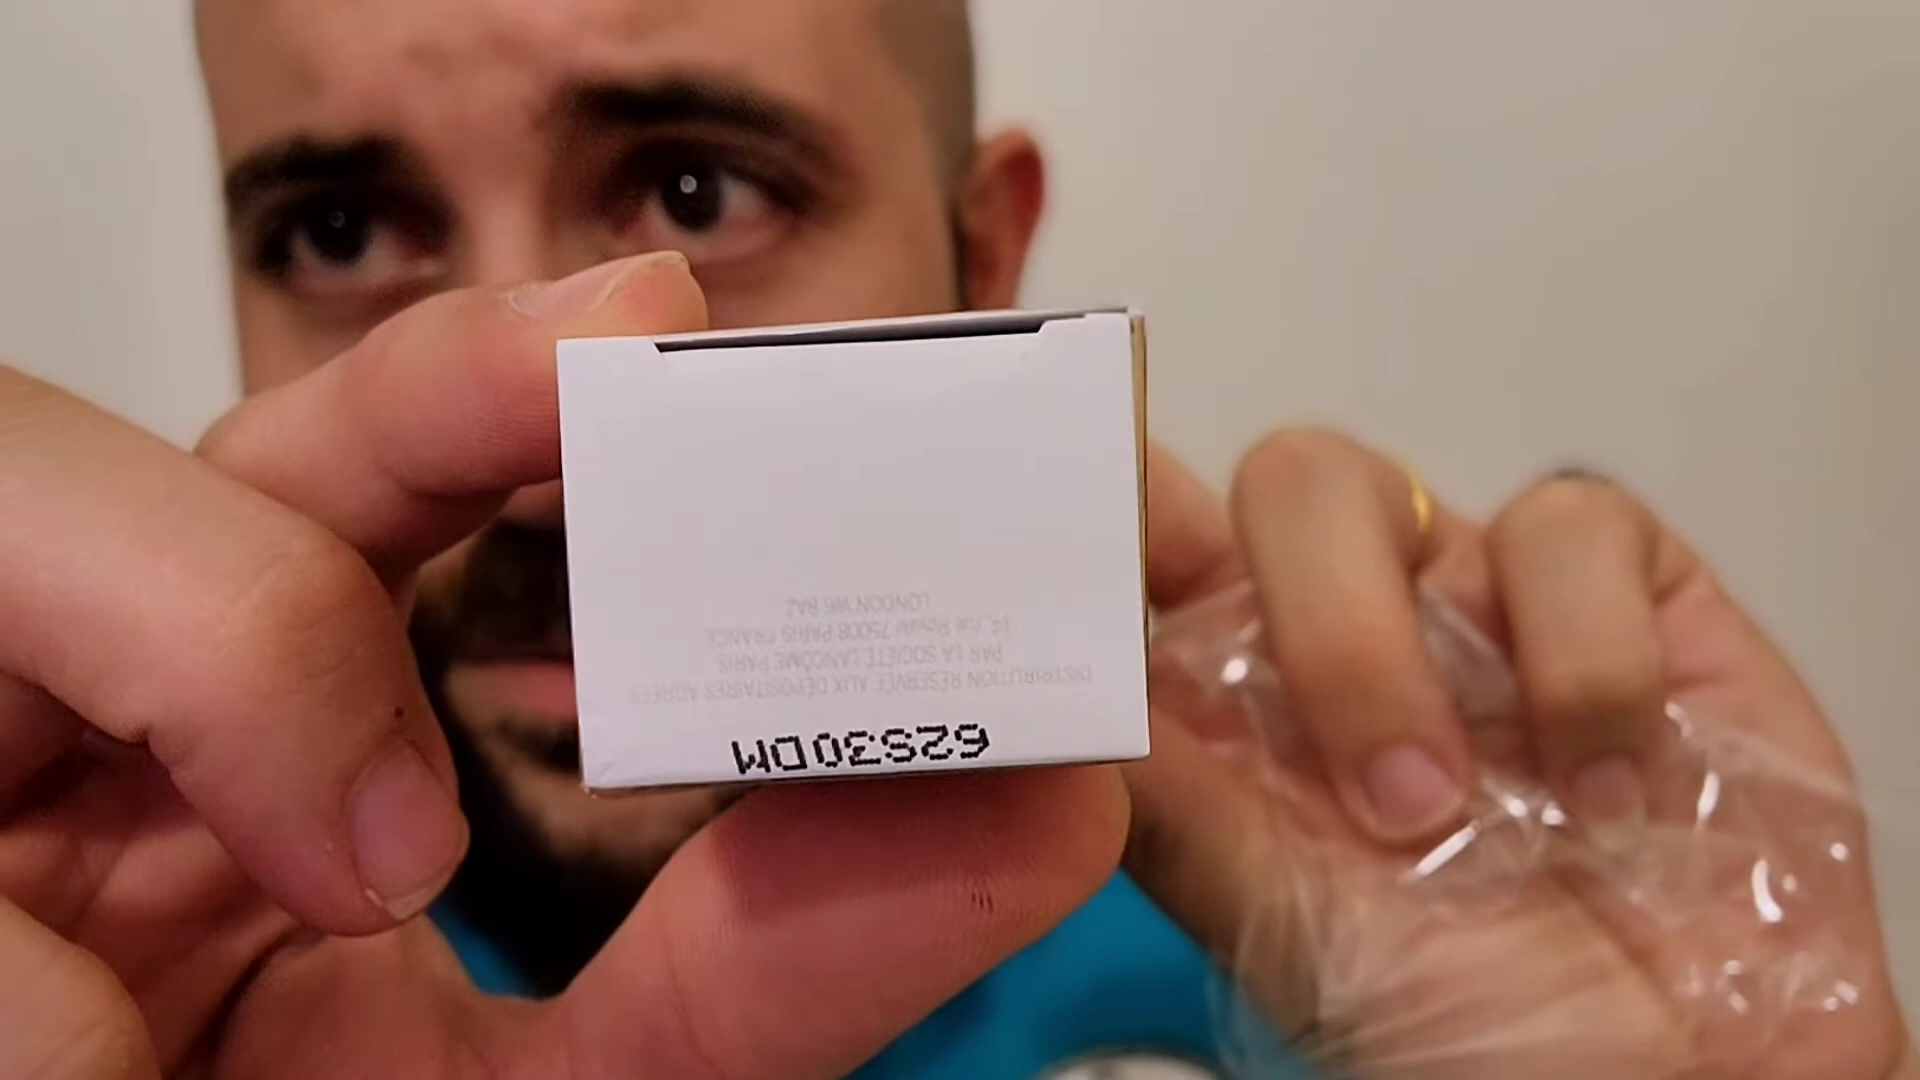 62S30DM
DISTRIBUTION RÉSERVÉE AUX DÉPOSITAIRES AGRÉÉS
PAR LA SOCIÉTÉ LANCÔME PARIS
14, rue Royale 75008 PARIS FRANCE
LONDON W6 8AZ